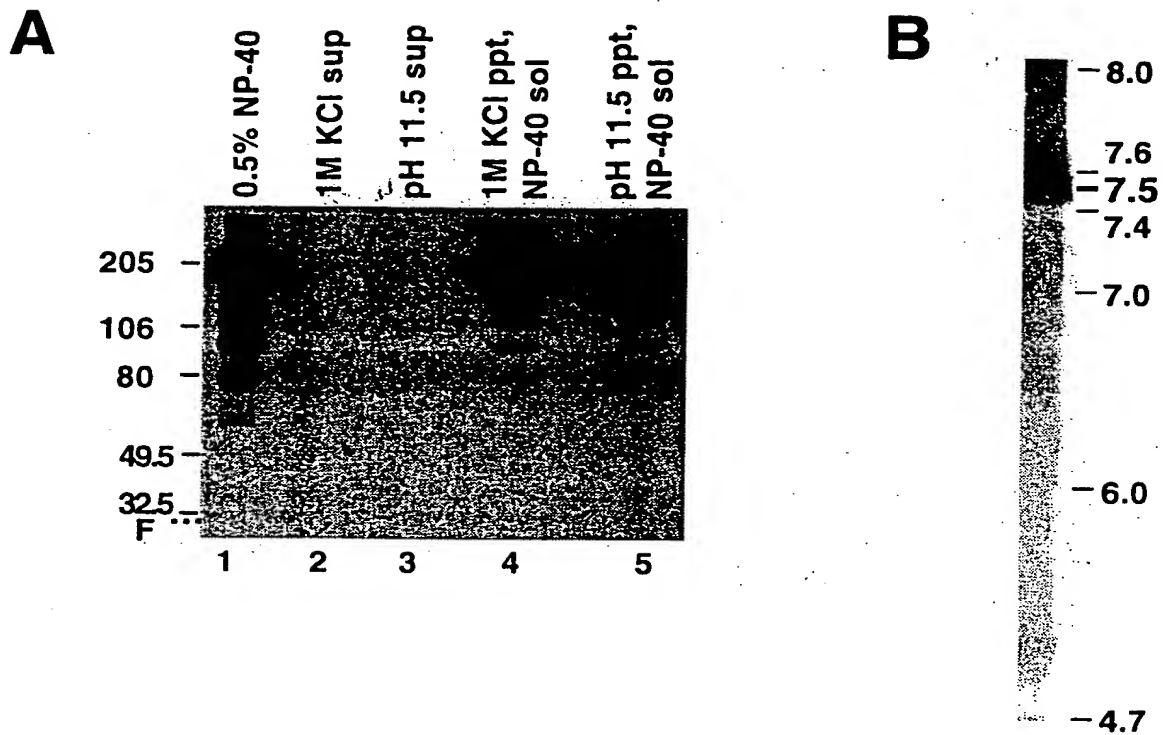 A
0.5% NP-40
1M KCl sup
pH 11.5 sup
1M KCl ppt,
NP-40 sol
pH 11.5 ppt,
NP-40 sol
205
106
80
49.5
32.5
F
1 2 3 4 5
B
8.0
7.6
7.5
7.4
7.0
6.0
4.7